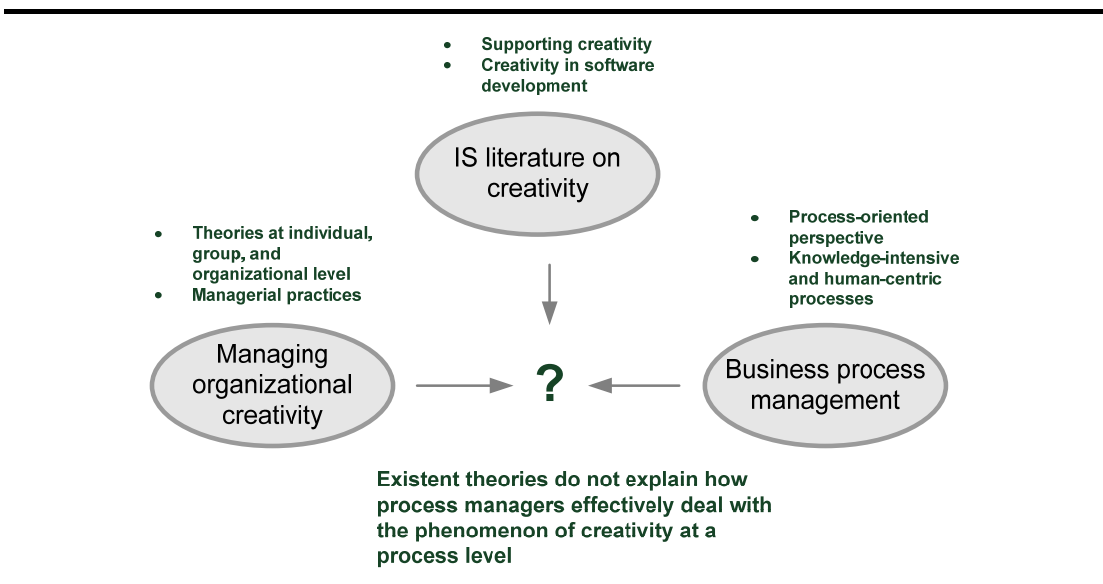 • Supporting creativity
• Creativity in software
development
IS literature on
creativity
• Theories at individual,
group, and
organizational level
• Managerial practices
• Process-oriented
perspective
• Knowledge-intensive
and human-centric
processes
Managing
organizational
creativity
?
Business process
management
Existent theories do not explain how
process managers effectively deal with
the phenomenon of creativity at a
process level